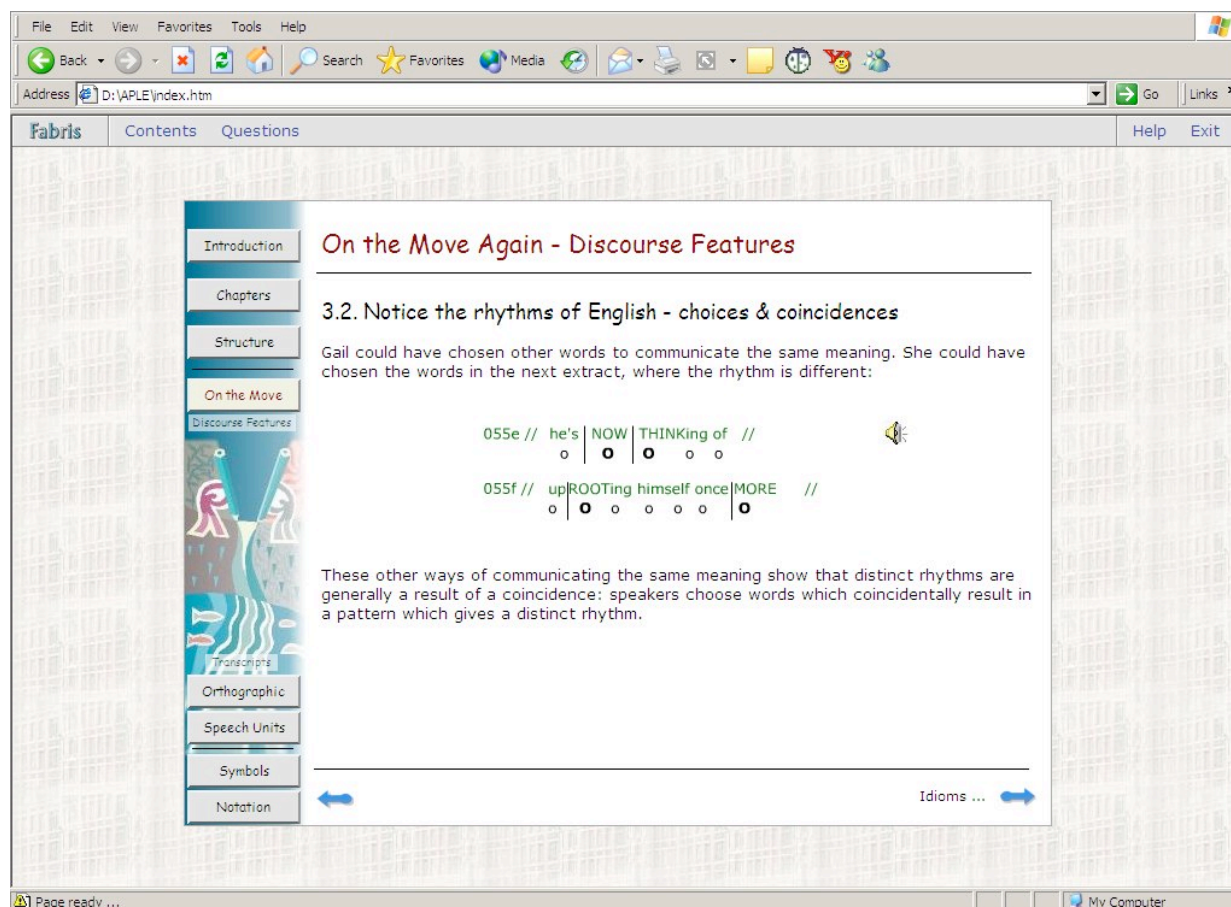 File Edit View Favorites Tools Help
Back Search Favorites Media
Address D:\APLE\index.htm Go Links
Fabris Contents Questions Help Exit
Introduction
Chapters
Structure
On the Move
Discourse Features
Transcripts
Orthographic
Speech Units
Symbols
Notation
On the Move Again - Discourse Features
3.2. Notice the rhythms of English - choices & coincidences
Gail could have chosen other words to communicate the same meaning. She could have
chosen the words in the next extract, where the rhythm is different:
055e // he's | NOW | THINKing of //
o | O | O o o
055f // up|ROOTing himself once|MORE //
o | O o o o o | O
These other ways of communicating the same meaning show that distinct rhythms are
generally a result of a coincidence: speakers choose words which coincidentally result in
a pattern which gives a distinct rhythm.
Idioms ...
Page ready ... My Computer